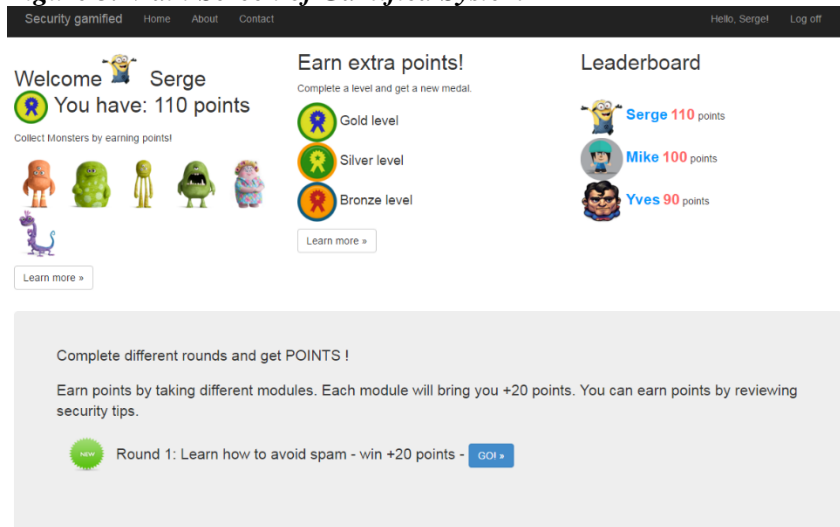 Security gamified Home About Contact Hello, Serge! Log off
Welcome Serge
You have: 110 points
Collect Monsters by earning points!
Learn more »
Earn extra points!
Complete a level and get a new medal.
Gold level
Silver level
Bronze level
Learn more »
Leaderboard
Serge 110 points
Mike 100 points
Yves 90 points
Complete different rounds and get POINTS !
Earn points by taking different modules. Each module will bring you +20 points. You can earn points by reviewing
security tips.
NEW Round 1: Learn how to avoid spam - win +20 points - GO! »